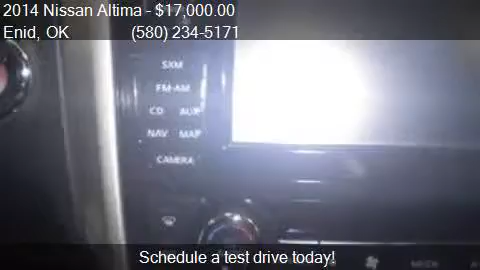 2014 Nissan Altima - $17,000.00
Enid, OK (580) 234-5171
SXM
FM-AM
CD AUX
NAV MAP
CAMERA
Schedule a test drive today!